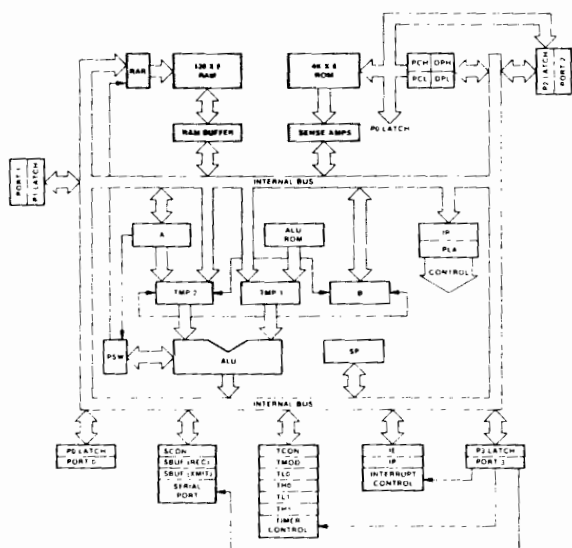 RAR
128 X 8
RAM
4K X 8
ROM
PCH
DPH
PCL
DPL
P2 LATCH
PORT 2
RAM BUFFER
SENSE AMPS
P0 LATCH
PORT 1
P1 LATCH
INTERNAL BUS
A
ALU
ROM
PLA
CONTROL
TMP 2
TMP 1
B
PSW
ALU
SP
INTERNAL BUS
P0 LATCH
PORT 0
SCON
SBUF (REC)
SBUF (XMIT)
SERIAL
PORT
TCON
TMOD
TL0
TH0
TL1
TH1
TIMER
CONTROL
IE
IP
INTERRUPT
CONTROL
PORT 3